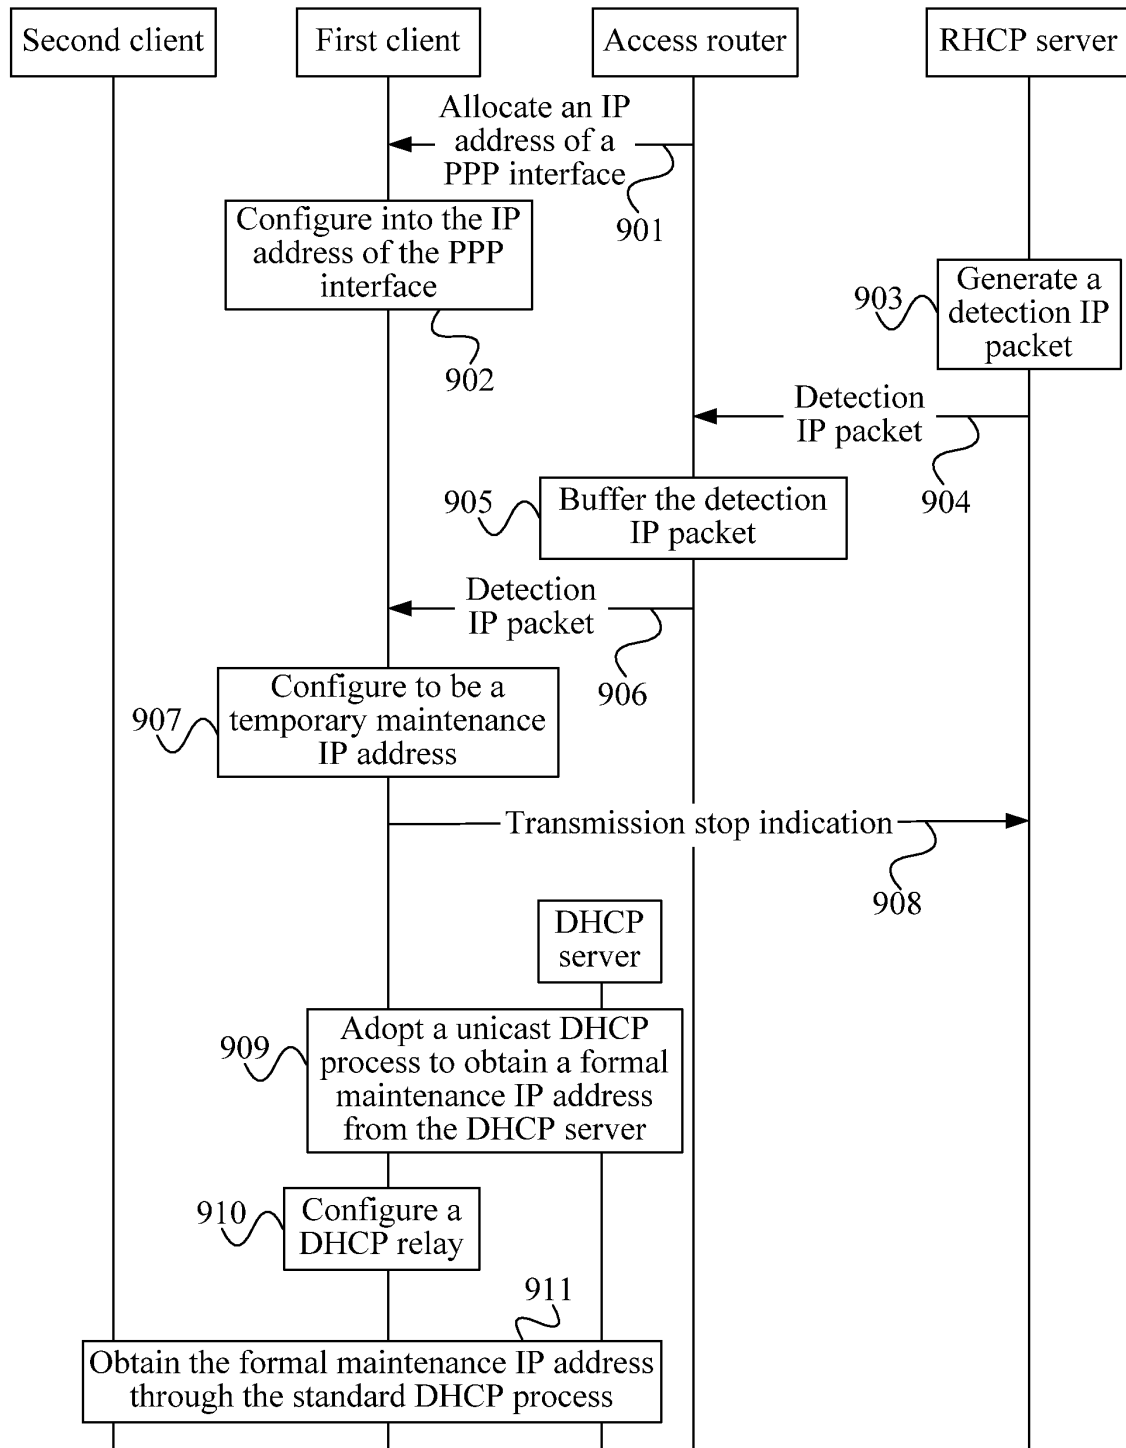 Second client
First client
Access router
RHCP server
Allocate an IP
address of a
PPP interface
901
Configure into the IP
address of the PPP
interface
902
903
Generate a
detection IP
packet
Detection
IP packet
904
905
Buffer the detection
IP packet
Detection
IP packet
906
907
Configure to be a
temporary maintenance
IP address
Transmission stop indication
908
DHCP
server
909
Adopt a unicast DHCP
process to obtain a formal
maintenance IP address
from the DHCP server
910
Configure a
DHCP relay
911
Obtain the formal maintenance IP address
through the standard DHCP process